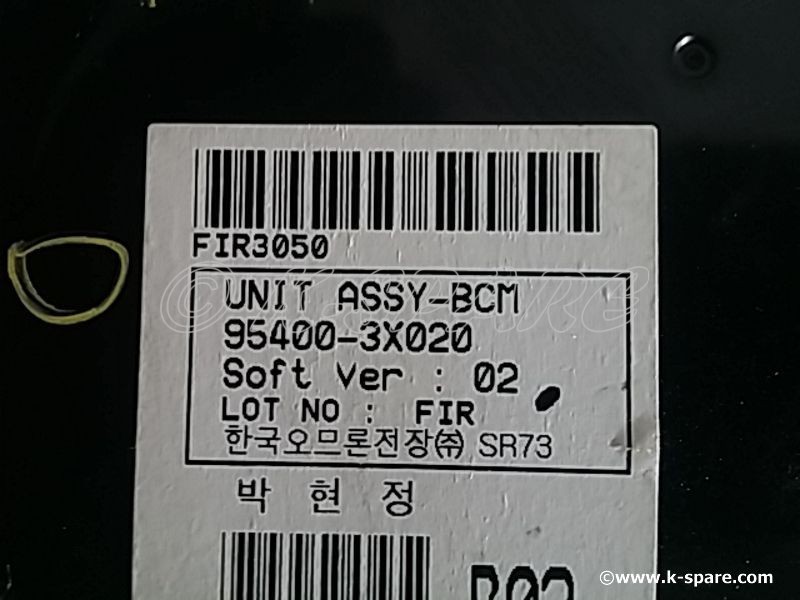 FIR3050
UNIT ASSY-BCM
95400-3X020
Soft Ver : 02
LOT NO : FIR
한국오므론전장㈜ SR73
박 현 정
©K-SPARE
©www.k-spare.com